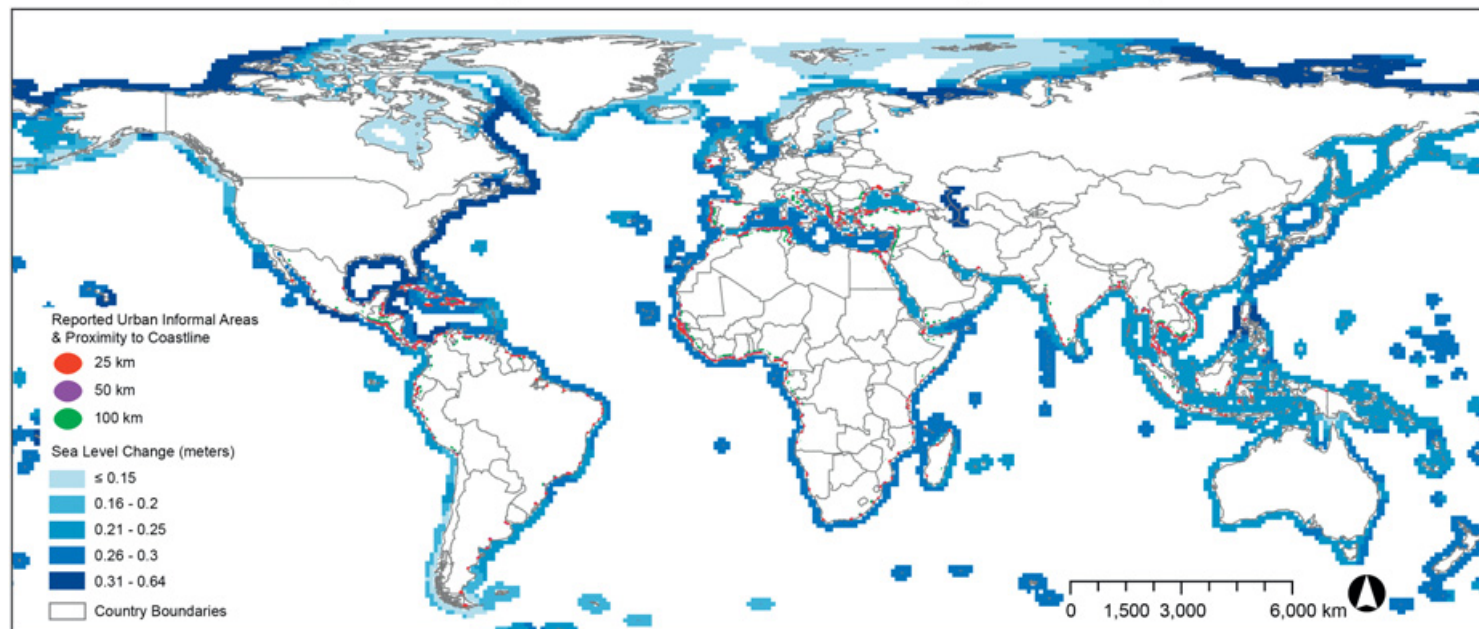 Reported Urban Informal Areas
& Proximity to Coastline
25 km
50 km
100 km
Sea Level Change (meters)
≤ 0.15
0.16 - 0.2
0.21 - 0.25
0.26 - 0.3
0.31 - 0.64
Country Boundaries
0 1,500 3,000 6,000 km